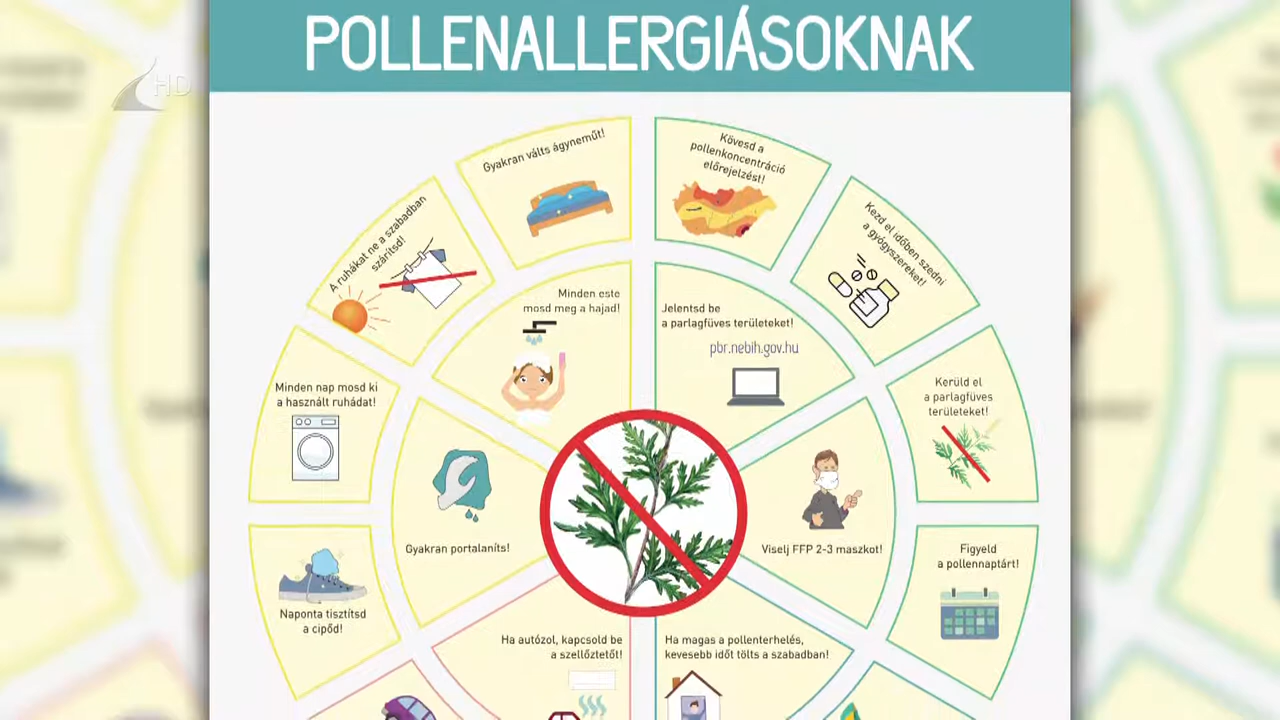 POLLENALLERGIÁSOKNAK
HD
Gyakran válts ágyneműt!
Kövesd a
pollenkoncentráció
előrejelzést!
A ruhákat ne a szabadban
szárítsd!
Kezd el időben szedni
a gyógyszereket!
Minden este
mosd meg a hajad!
Jelentsd be
a parlagfüves területeket!
pbr.nebih.gov.hu
Minden nap mosd ki
a használt ruhádat!
Kerüld el
a parlagfüves
területeket!
Gyakran portalaníts!
Viselj FFP 2-3 maszkot!
Figyeld
a pollennaptárt!
Naponta tisztítsd
a cipőd!
Ha autózol, kapcsold be
a szellőztetőt!
Ha magas a pollenterhelés,
kevesebb időt tölts a szabadban!